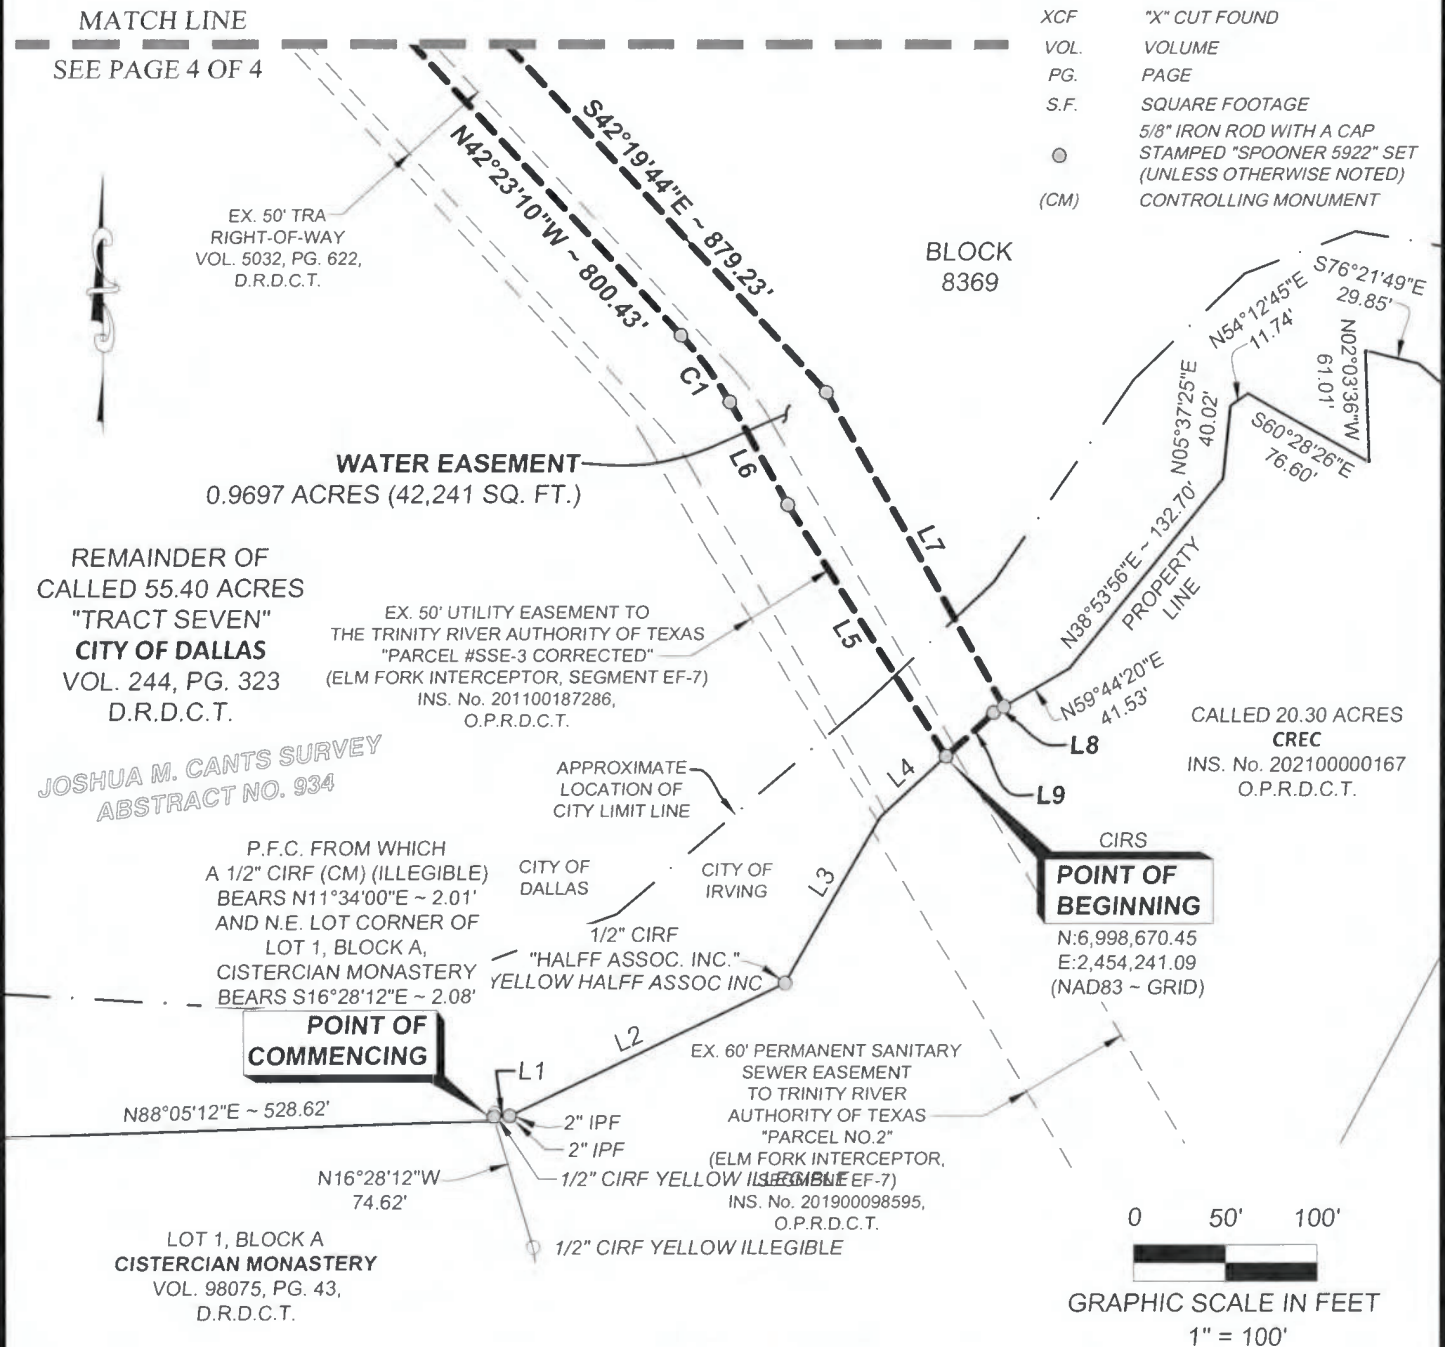 MATCH LINE
SEE PAGE 4 OF 4
XCF "X" CUT FOUND
VOL. VOLUME
PG. PAGE
S.F. SQUARE FOOTAGE
5/8" IRON ROD WITH A CAP
STAMPED "SPOONER 5922" SET
(UNLESS OTHERWISE NOTED)
(CM) CONTROLLING MONUMENT
S42°19'44"E ~ 879.23'
N42°23'10"W ~ 800.43'
EX. 50' TRA
RIGHT-OF-WAY
VOL. 5032, PG. 622,
D.R.D.C.T.
BLOCK
8369
S76°21'49"E
29.85'
N54°12'45"E
11.74'
N02°03'36"W
61.01'
N05°37'25"E
40.02'
S60°28'26"E
76.60'
C1
WATER EASEMENT
0.9697 ACRES (42,241 SQ. FT.)
L6
L7
N38°53'56"E ~ 132.70'
PROPERTY
LINE
REMAINDER OF
CALLED 55.40 ACRES
"TRACT SEVEN"
CITY OF DALLAS
VOL. 244, PG. 323
D.R.D.C.T.
EX. 50' UTILITY EASEMENT TO
THE TRINITY RIVER AUTHORITY OF TEXAS
"PARCEL #SSE-3 CORRECTED"
(ELM FORK INTERCEPTOR, SEGMENT EF-7)
INS. No. 201100187286,
O.P.R.D.C.T.
L5
N59°44'20"E
41.53'
L8
CALLED 20.30 ACRES
CREC
INS. No. 202100000167
O.P.R.D.C.T.
JOSHUA M. CANTS SURVEY
ABSTRACT NO. 934
APPROXIMATE
LOCATION OF
CITY LIMIT LINE
L4
L9
P.F.C. FROM WHICH
A 1/2" CIRF (CM) (ILLEGIBLE)
BEARS N11°34'00"E ~ 2.01'
AND N.E. LOT CORNER OF
LOT 1, BLOCK A,
CISTERCIAN MONASTERY
BEARS S16°28'12"E ~ 2.08'
CITY OF
DALLAS
CITY OF
IRVING
L3
CIRS
POINT OF
BEGINNING
N:6,998,670.45
E:2,454,241.09
(NAD83 ~ GRID)
1/2" CIRF
"HALFF ASSOC. INC."
YELLOW HALFF ASSOC INC
POINT OF
COMMENCING
L2
L1
N88°05'12"E ~ 528.62'
2" IPF
2" IPF
1/2" CIRF YELLOW ILLEGIBLE
N16°28'12"W
74.62'
EX. 60' PERMANENT SANITARY
SEWER EASEMENT
TO TRINITY RIVER
AUTHORITY OF TEXAS
"PARCEL NO.2"
(ELM FORK INTERCEPTOR,
SEGMENT EF-7)
INS. No. 201900098595,
O.P.R.D.C.T.
1/2" CIRF YELLOW ILLEGIBLE
LOT 1, BLOCK A
CISTERCIAN MONASTERY
VOL. 98075, PG. 43,
D.R.D.C.T.
0 50' 100'
GRAPHIC SCALE IN FEET
1" = 100'